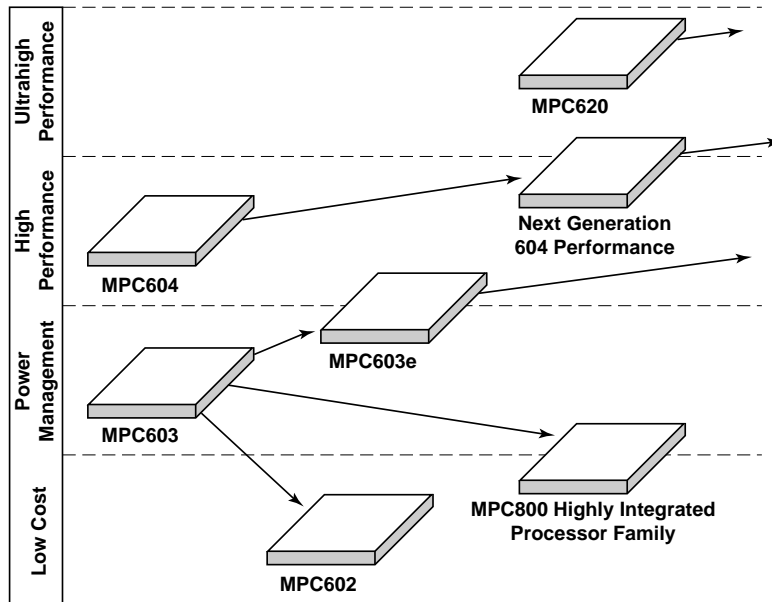 Ultrahigh
Performance
MPC620
High
Performance
MPC604
Next Generation
604 Performance
Power
Management
MPC603e
MPC603
MPC800 Highly Integrated
Processor Family
Low Cost
MPC602